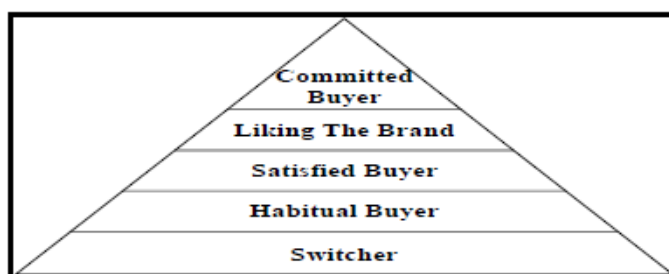 Committed
Buyer
Liking The Brand
Satisfied Buyer
Habitual Buyer
Switcher